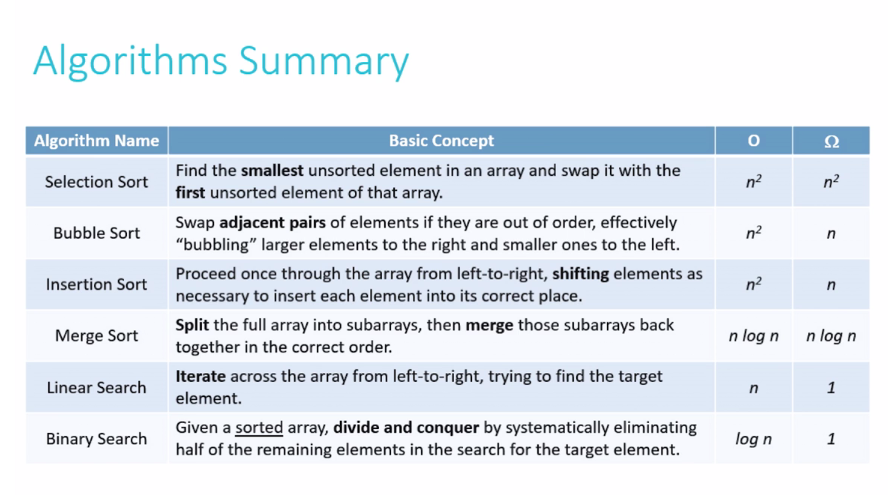 Algorithms Summary
Algorithm Name Basic Concept O Ω
Selection Sort Find the smallest unsorted element in an array and swap it with the n² n²
first unsorted element of that array.
Bubble Sort Swap adjacent pairs of elements if they are out of order, effectively n² n
“bubbling” larger elements to the right and smaller ones to the left.
Insertion Sort Proceed once through the array from left-to-right, shifting elements as n² n
necessary to insert each element into its correct place.
Merge Sort Split the full array into subarrays, then merge those subarrays back n log n n log n
together in the correct order.
Linear Search Iterate across the array from left-to-right, trying to find the target n 1
element.
Binary Search Given a sorted array, divide and conquer by systematically eliminating log n 1
half of the remaining elements in the search for the target element.